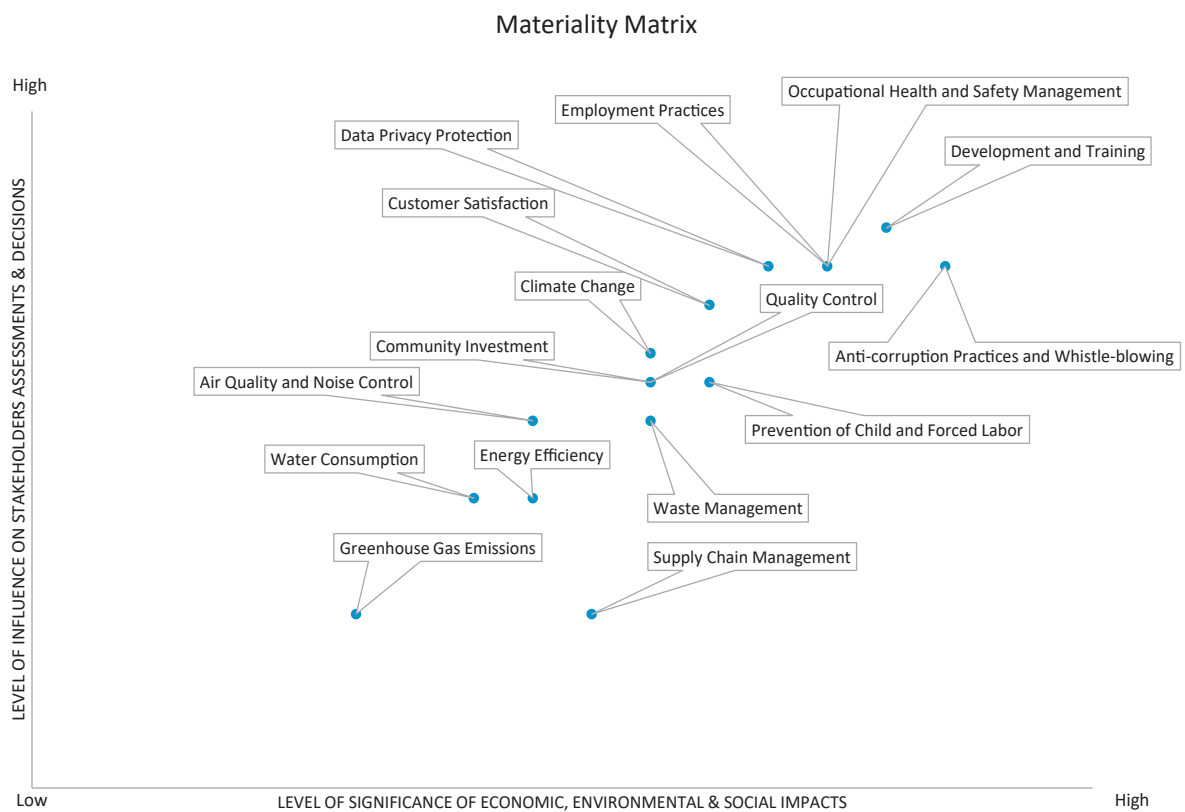 Materiality Matrix
High
Occupational Health and Safety Management
Employment Practices
Data Privacy Protection
Development and Training
Customer Satisfaction
Climate Change
Quality Control
Community Investment
Anti-corruption Practices and Whistle-blowing
Air Quality and Noise Control
Prevention of Child and Forced Labor
Water Consumption
Energy Efficiency
Waste Management
Greenhouse Gas Emissions
Supply Chain Management
LEVEL OF INFLUENCE ON STAKEHOLDERS ASSESSMENTS & DECISIONS
Low
LEVEL OF SIGNIFICANCE OF ECONOMIC, ENVIRONMENTAL & SOCIAL IMPACTS
High